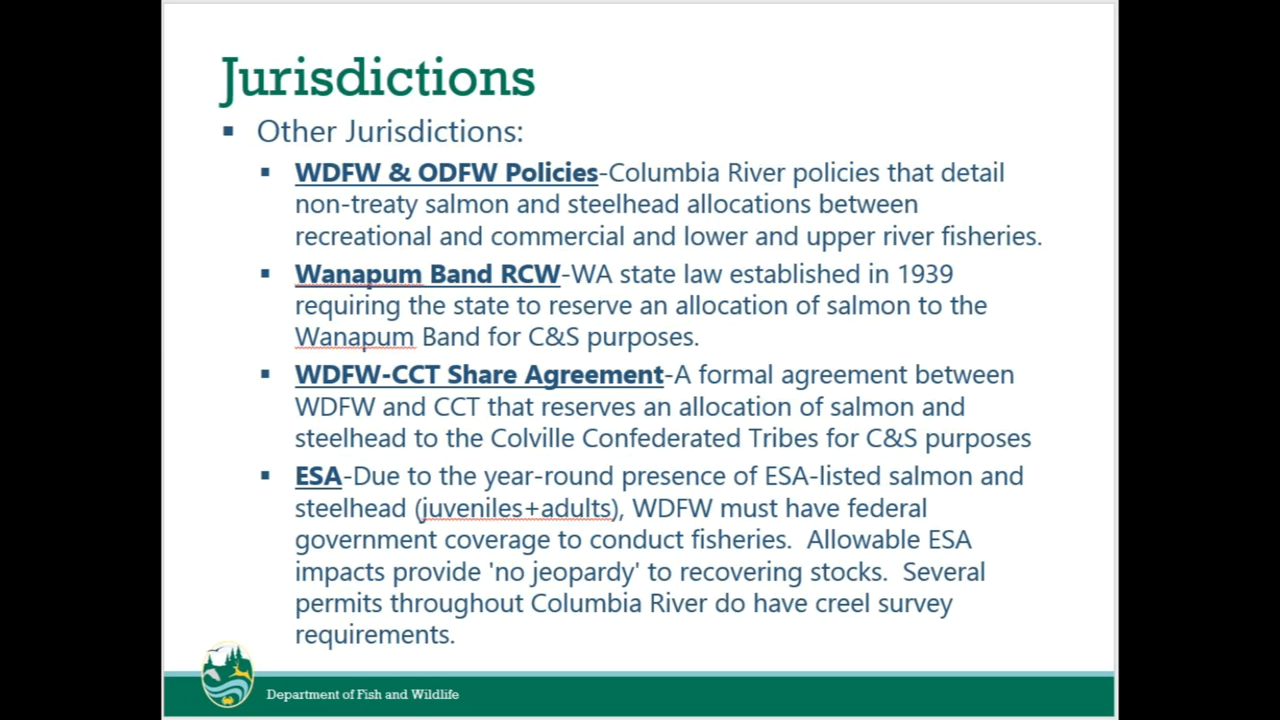 Jurisdictions
▪ Other Jurisdictions:
▪ WDFW & ODFW Policies-Columbia River policies that detail
non-treaty salmon and steelhead allocations between
recreational and commercial and lower and upper river fisheries.
▪ Wanapum Band RCW-WA state law established in 1939
requiring the state to reserve an allocation of salmon to the
Wanapum Band for C&S purposes.
▪ WDFW-CCT Share Agreement-A formal agreement between
WDFW and CCT that reserves an allocation of salmon and
steelhead to the Colville Confederated Tribes for C&S purposes
▪ ESA-Due to the year-round presence of ESA-listed salmon and
steelhead (juveniles+adults), WDFW must have federal
government coverage to conduct fisheries.  Allowable ESA
impacts provide 'no jeopardy' to recovering stocks.  Several
permits throughout Columbia River do have creel survey
requirements.
Department of Fish and Wildlife